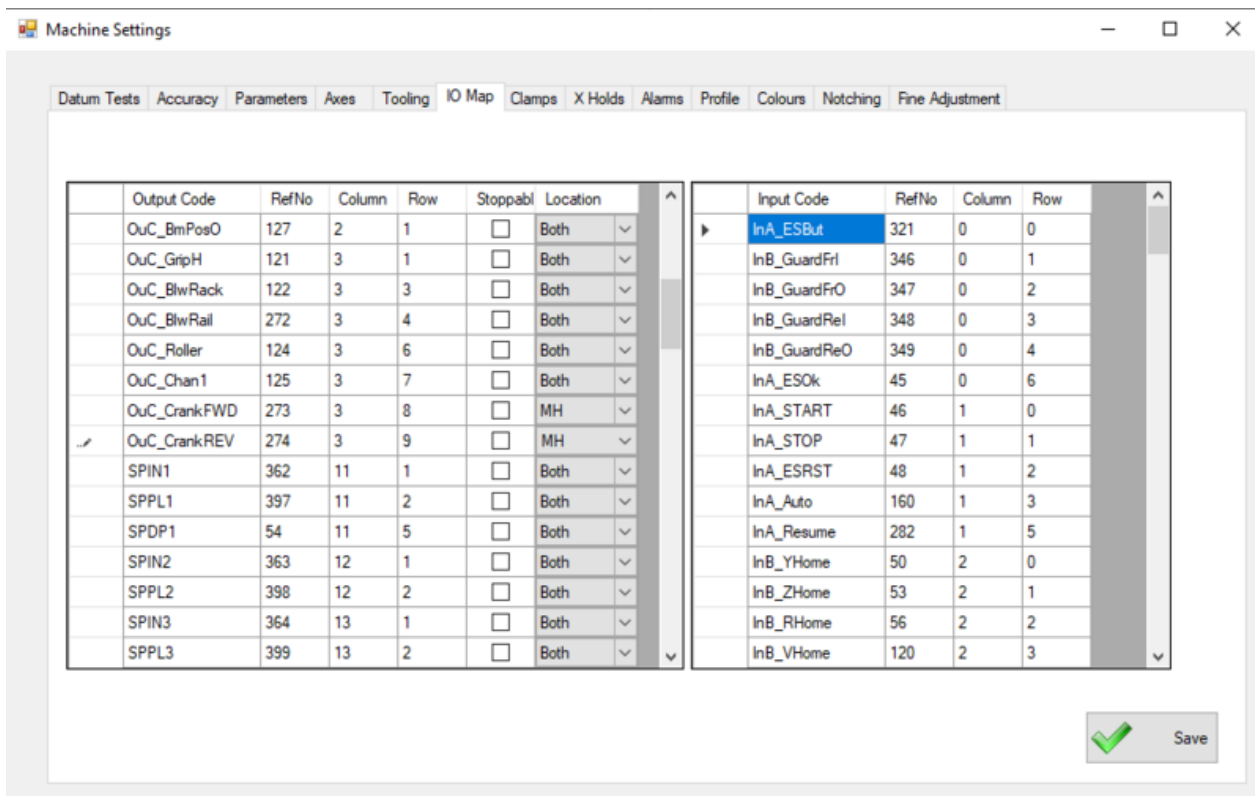 Machine Settings
Datum Tests Accuracy Parameters Axes Tooling IO Map Clamps X Holds Alarms Profile Colours Notching Fine Adjustment
Output Code RefNo Column Row Stoppabl Location
OuC_BmPosO 127 2 1 Both
OuC_GripH 121 3 1 Both
OuC_BlwRack 122 3 3 Both
OuC_BlwRail 272 3 4 Both
OuC_Roller 124 3 6 Both
OuC_Chan1 125 3 7 Both
OuC_CrankFWD 273 3 8 MH
OuC_CrankREV 274 3 9 MH
SPIN1 362 11 1 Both
SPPL1 397 11 2 Both
SPDP1 54 11 5 Both
SPIN2 363 12 1 Both
SPPL2 398 12 2 Both
SPIN3 364 13 1 Both
SPPL3 399 13 2 Both
Input Code RefNo Column Row
InA_ESBut 321 0 0
InB_GuardFrI 346 0 1
InB_GuardFrO 347 0 2
InB_GuardReI 348 0 3
InB_GuardReO 349 0 4
InA_ESOk 45 0 6
InA_START 46 1 0
InA_STOP 47 1 1
InA_ESRST 48 1 2
InA_Auto 160 1 3
InA_Resume 282 1 5
InB_YHome 50 2 0
InB_ZHome 53 2 1
InB_RHome 56 2 2
InB_VHome 120 2 3
Save